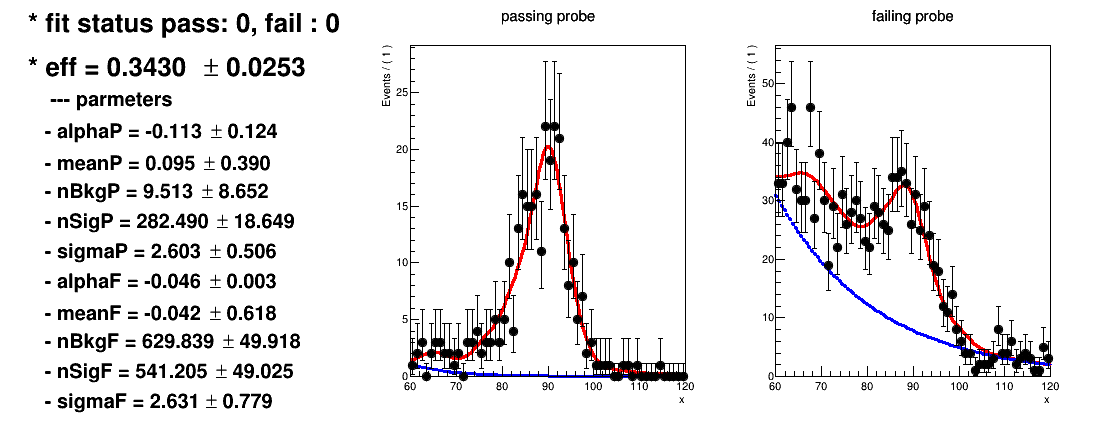 * fit status pass: 0, fail : 0
* eff = 0.3430 ± 0.0253
--- parmeters
- alphaP = -0.113 ± 0.124
- meanP = 0.095 ± 0.390
- nBkgP = 9.513 ± 8.652
- nSigP = 282.490 ± 18.649
- sigmaP = 2.603 ± 0.506
- alphaF = -0.046 ± 0.003
- meanF = -0.042 ± 0.618
- nBkgF = 629.839 ± 49.918
- nSigF = 541.205 ± 49.025
- sigmaF = 2.631 ± 0.779
passing probe
Events / ( 1 )
25
20
15
10
5
0
60 70 80 90 100 110 120
x
failing probe
Events / ( 1 )
50
40
30
20
10
0
60 70 80 90 100 110 120
x